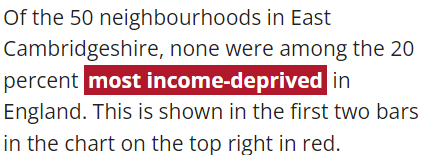 Of the 50 neighbourhoods in East
Cambridgeshire, none were among the 20
percent most income-deprived in
England. This is shown in the first two bars
in the chart on the top right in red.